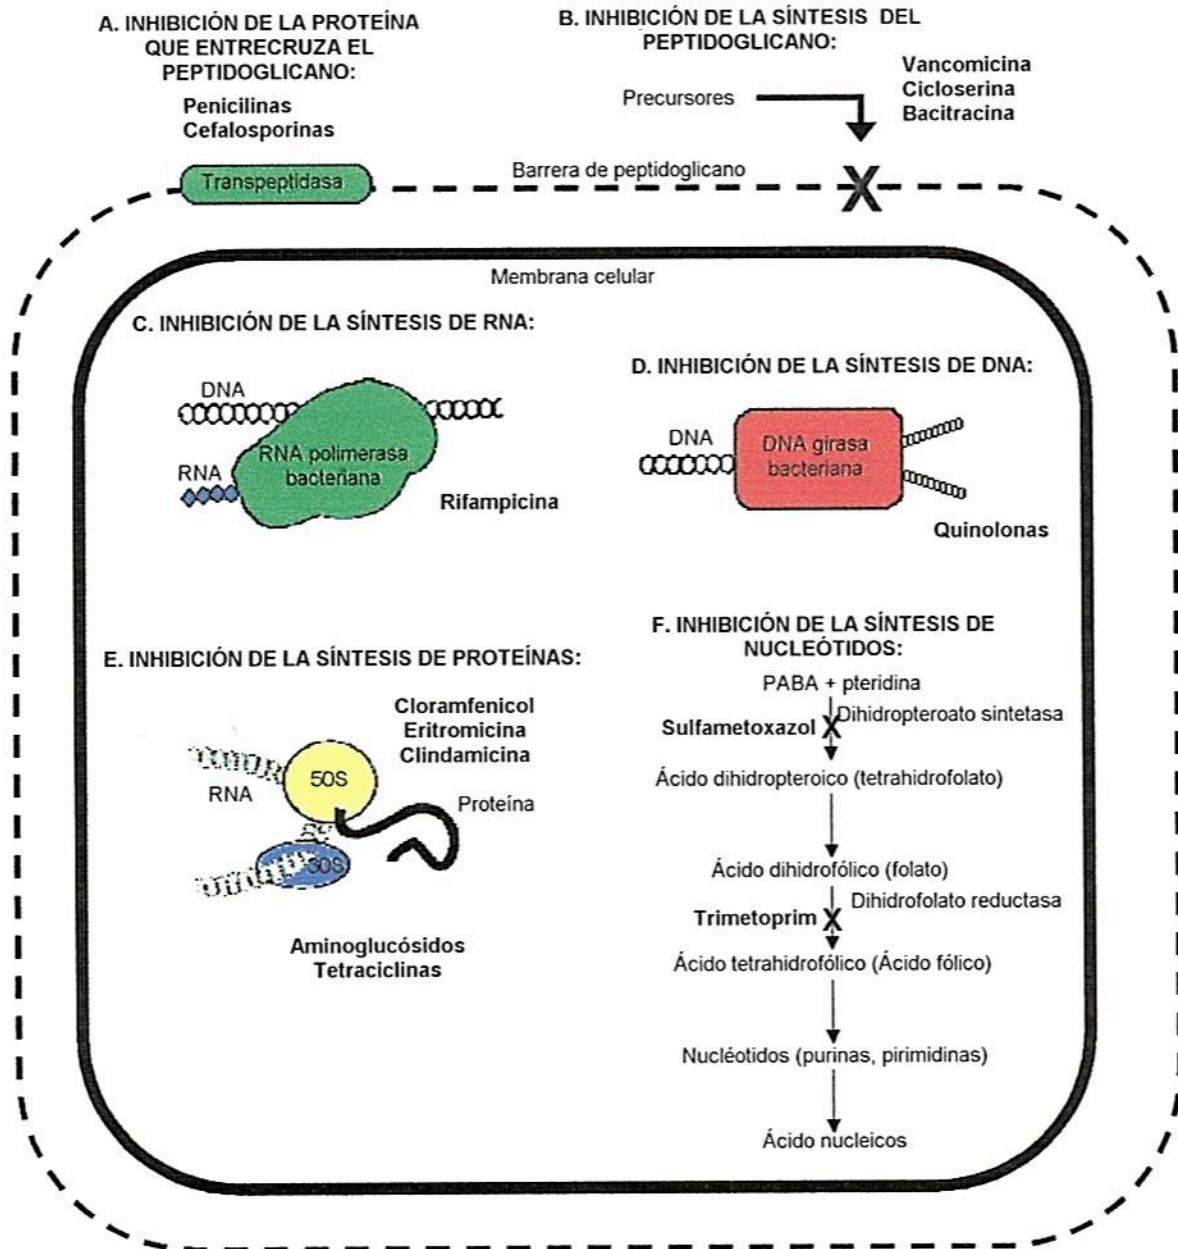 A. INHIBICIÓN DE LA PROTEÍNA
QUE ENTRECRUZA EL
PEPTIDOGLICANO:
Penicilinas
Cefalosporinas
Transpeptidasa
B. INHIBICIÓN DE LA SÍNTESIS DEL
PEPTIDOGLICANO:
Precursores
Vancomicina
Cicloserina
Bacitracina
Barrera de peptidoglicano
X
Membrana celular
C. INHIBICIÓN DE LA SÍNTESIS DE RNA:
DNA
RNA
RNA polimerasa
bacteriana
Rifampicina
D. INHIBICIÓN DE LA SÍNTESIS DE DNA:
DNA
DNA girasa
bacteriana
Quinolonas
E. INHIBICIÓN DE LA SÍNTESIS DE PROTEÍNAS:
Cloramfenicol
Eritromicina
Clindamicina
50S
RNA
Proteína
30S
Aminoglucósidos
Tetraciclinas
F. INHIBICIÓN DE LA SÍNTESIS DE
NUCLEÓTIDOS:
PABA + pteridina
Sulfametoxazol X Dihidropteroato sintetasa
Ácido dihidropteroico (tetrahidrofolato)
Ácido dihidrofólico (folato)
Trimetoprim X Dihidrofolato reductasa
Ácido tetrahidrofólico (Ácido fólico)
Nucléotidos (purinas, pirimidinas)
Ácido nucleicos